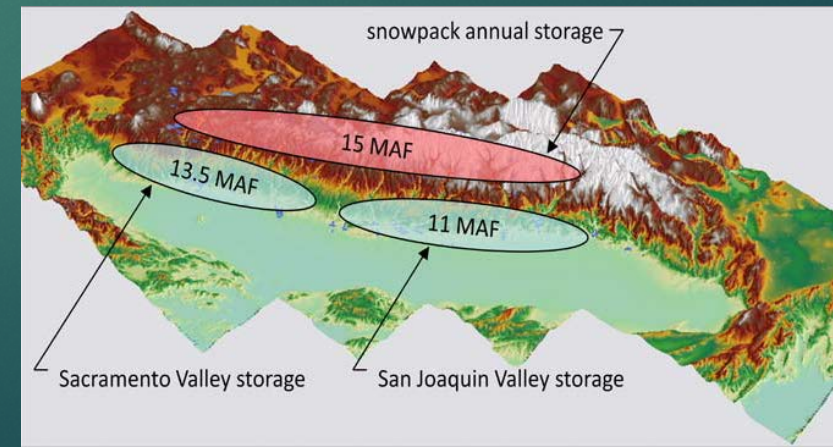 snowpack annual storage
15 MAF
13.5 MAF
11 MAF
Sacramento Valley storage
San Joaquin Valley storage